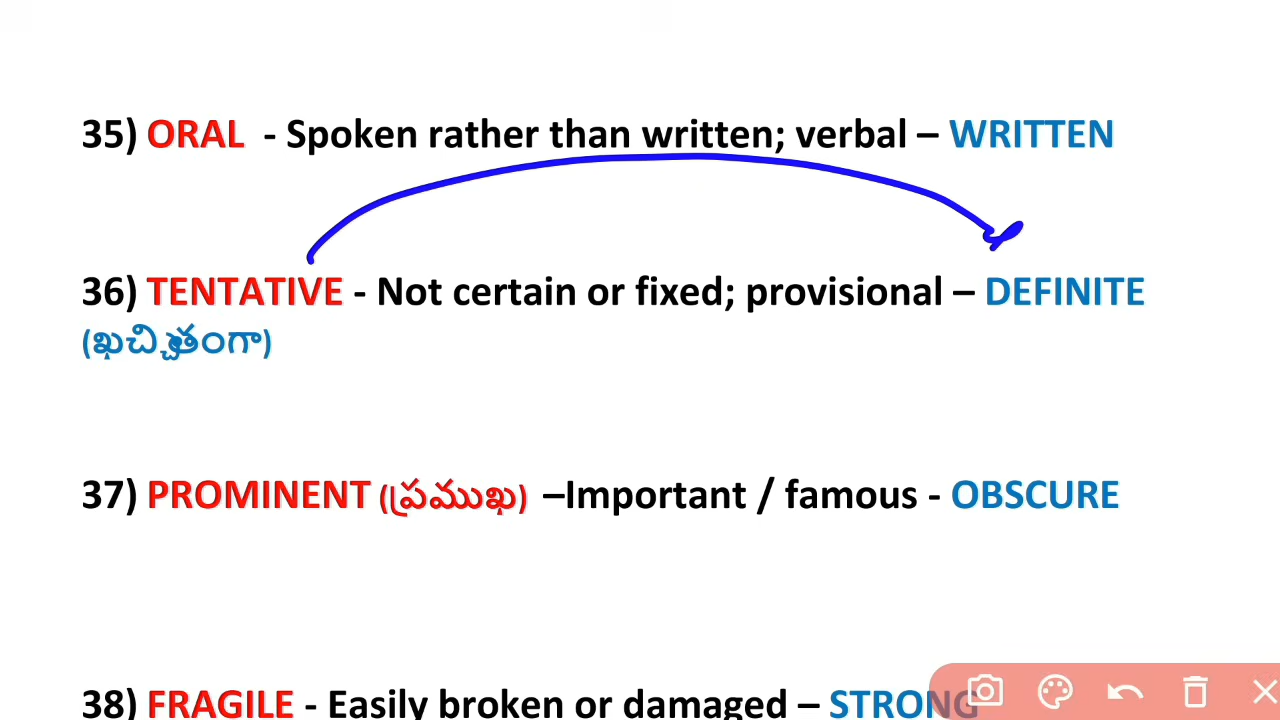 35) ORAL - Spoken rather than written; verbal – WRITTEN
36) TENTATIVE - Not certain or fixed; provisional – DEFINITE
(ఖచ్చితంగా)
37) PROMINENT (ప్రముఖ) –Important / famous - OBSCURE
38) FRAGILE - Easily broken or damaged – STRONG